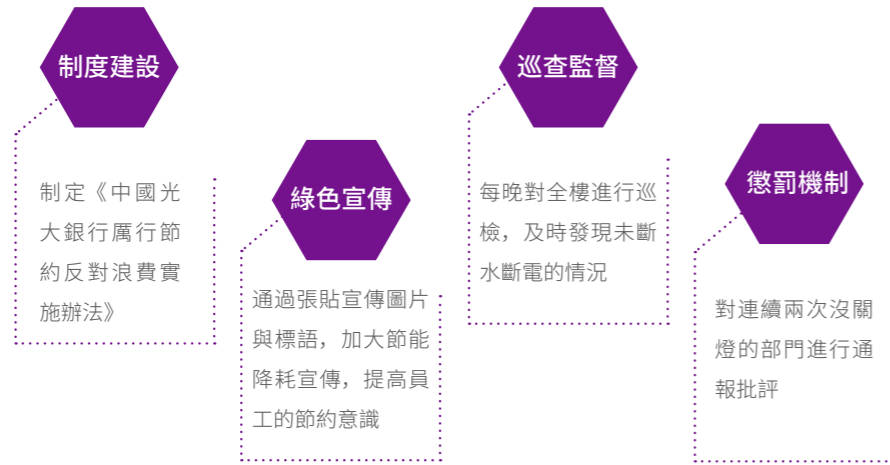 制度建設
制定《中國光
大銀行厲行節
約反對浪費實
施辦法》
綠色宣傳
通過張貼宣傳圖片
與標語，加大節能
降耗宣傳，提高員
工的節約意識
巡查監督
每晚對全樓進行巡
檢，及時發現未斷
水斷電的情況
懲罰機制
對連續兩次沒關
燈的部門進行通
報批評